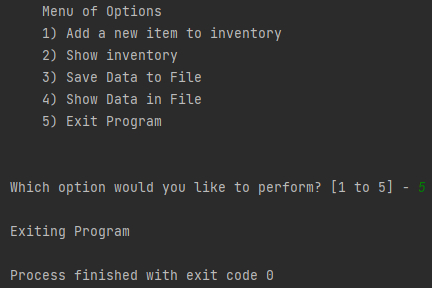 Menu of Options
1) Add a new item to inventory
2) Show inventory
3) Save Data to File
4) Show Data in File
5) Exit Program
Which option would you like to perform? [1 to 5] - 5
Exiting Program
Process finished with exit code 0